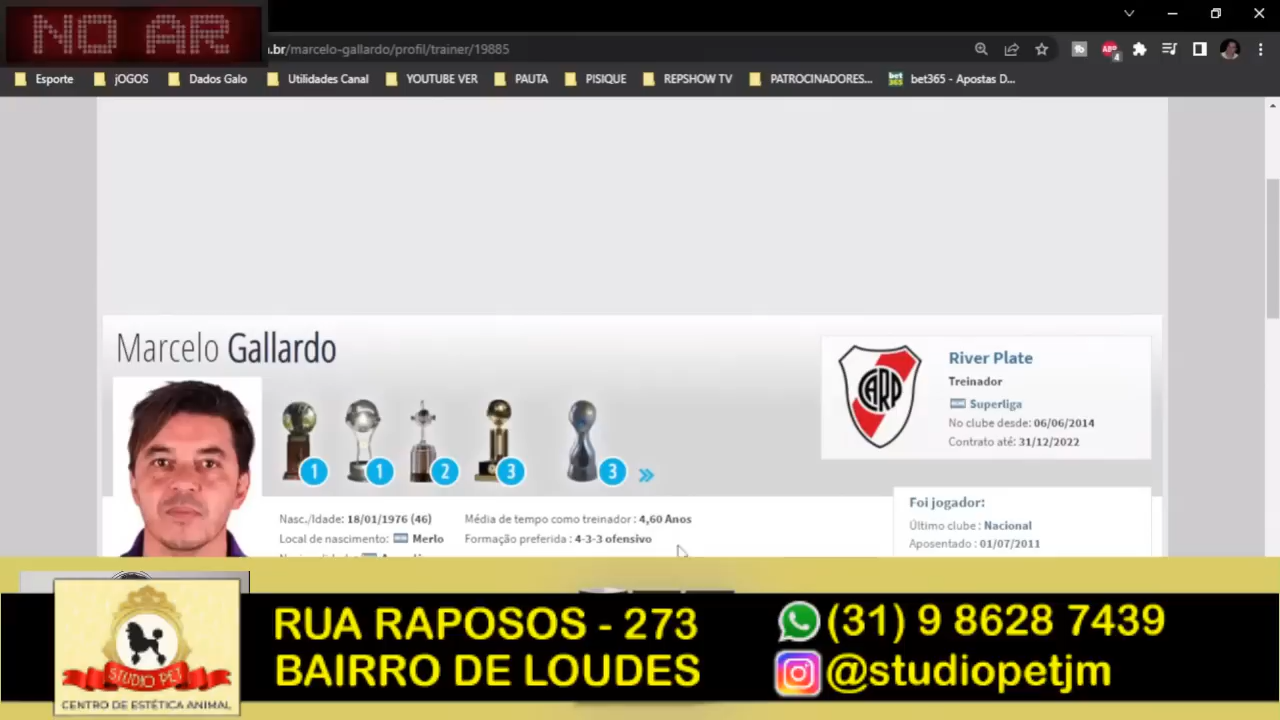 NO AR
.br/marcelo-gallardo/profil/trainer/19885
ABP
4
Esporte
jOGOS
Dados Galo
Utilidades Canal
YOUTUBE VER
PAUTA
PISIQUE
REPSHOW TV
PATROCINADORES...
bet365
bet365 - Apostas D...
Marcelo Gallardo
1
1
2
3
3
»
CARP
River Plate
Treinador
Superliga
No clube desde: 06/06/2014
Contrato até: 31/12/2022
Nasc./Idade: 18/01/1976 (46)
Local de nascimento: Merlo
Média de tempo como treinador : 4,60 Anos
Formação preferida : 4-3-3 ofensivo
Foi jogador:
Último clube : Nacional
Aposentado : 01/07/2011
STUDIO PET
CENTRO DE ESTÉTICA ANIMAL
RUA RAPOSOS - 273
BAIRRO DE LOUDES
(31) 9 8628 7439
@studiopetjm